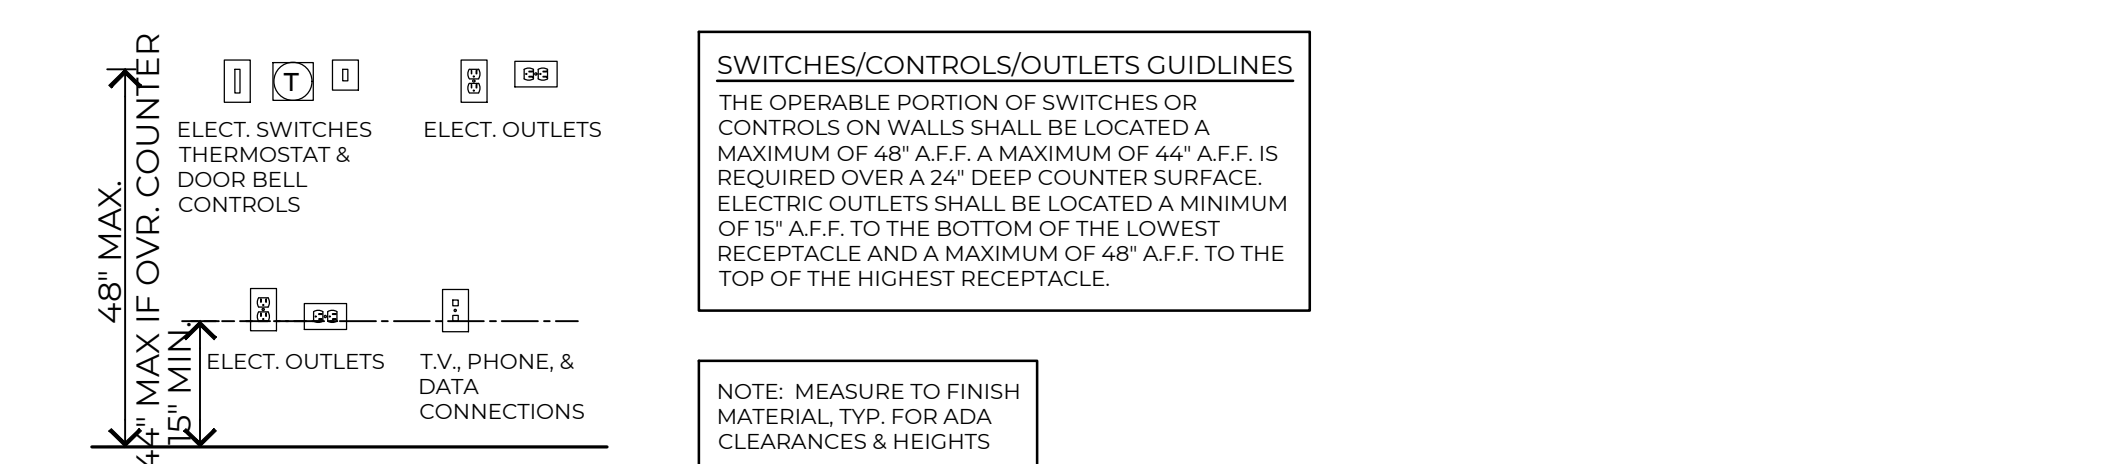 48" MAX.
44" MAX IF OVR. COUNTER
15" MIN.
T
ELECT. SWITCHES
THERMOSTAT &
DOOR BELL
CONTROLS
ELECT. OUTLETS
ELECT. OUTLETS
T.V., PHONE, &
DATA
CONNECTIONS
SWITCHES/CONTROLS/OUTLETS GUIDLINES
THE OPERABLE PORTION OF SWITCHES OR
CONTROLS ON WALLS SHALL BE LOCATED A
MAXIMUM OF 48" A.F.F. A MAXIMUM OF 44" A.F.F. IS
REQUIRED OVER A 24" DEEP COUNTER SURFACE.
ELECTRIC OUTLETS SHALL BE LOCATED A MINIMUM
OF 15" A.F.F. TO THE BOTTOM OF THE LOWEST
RECEPTACLE AND A MAXIMUM OF 48" A.F.F. TO THE
TOP OF THE HIGHEST RECEPTACLE.
NOTE: MEASURE TO FINISH
MATERIAL, TYP. FOR ADA
CLEARANCES & HEIGHTS